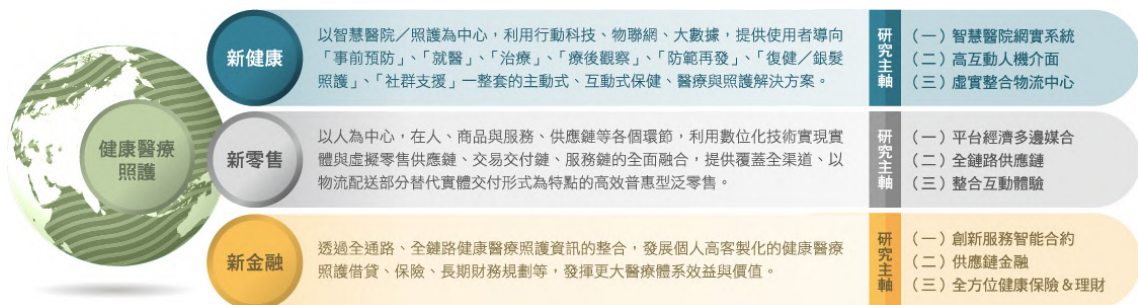 健康醫療
照護
新健康
以智慧醫院／照護為中心，利用行動科技、物聯網、大數據，提供使用者導向
「事前預防」、「就醫」、「治療」、「療後觀察」、「防範再發」、「復健／銀髮
照護」、「社群支援」一整套的主動式、互動式保健、醫療與照護解決方案。
研究主軸
（一）智慧醫院網實系統
（二）高互動人機介面
（三）虛實整合物流中心
新零售
以人為中心，在人、商品與服務、供應鏈等各個環節，利用數位化技術實現實
體與虛擬零售供應鏈、交易交付鏈、服務鏈的全面融合，提供覆蓋全渠道、以
物流配送部分替代實體交付形式為特點的高效普惠型泛零售。
研究主軸
（一）平台經濟多邊媒合
（二）全鏈路供應鏈
（三）整合互動體驗
新金融
透過全通路、全鏈路健康醫療照護資訊的整合，發展個人高客製化的健康醫療
照護借貸、保險、長期財務規劃等，發揮更大醫療體系效益與價值。
研究主軸
（一）創新服務智能合約
（二）供應鏈金融
（三）全方位健康保險＆理財